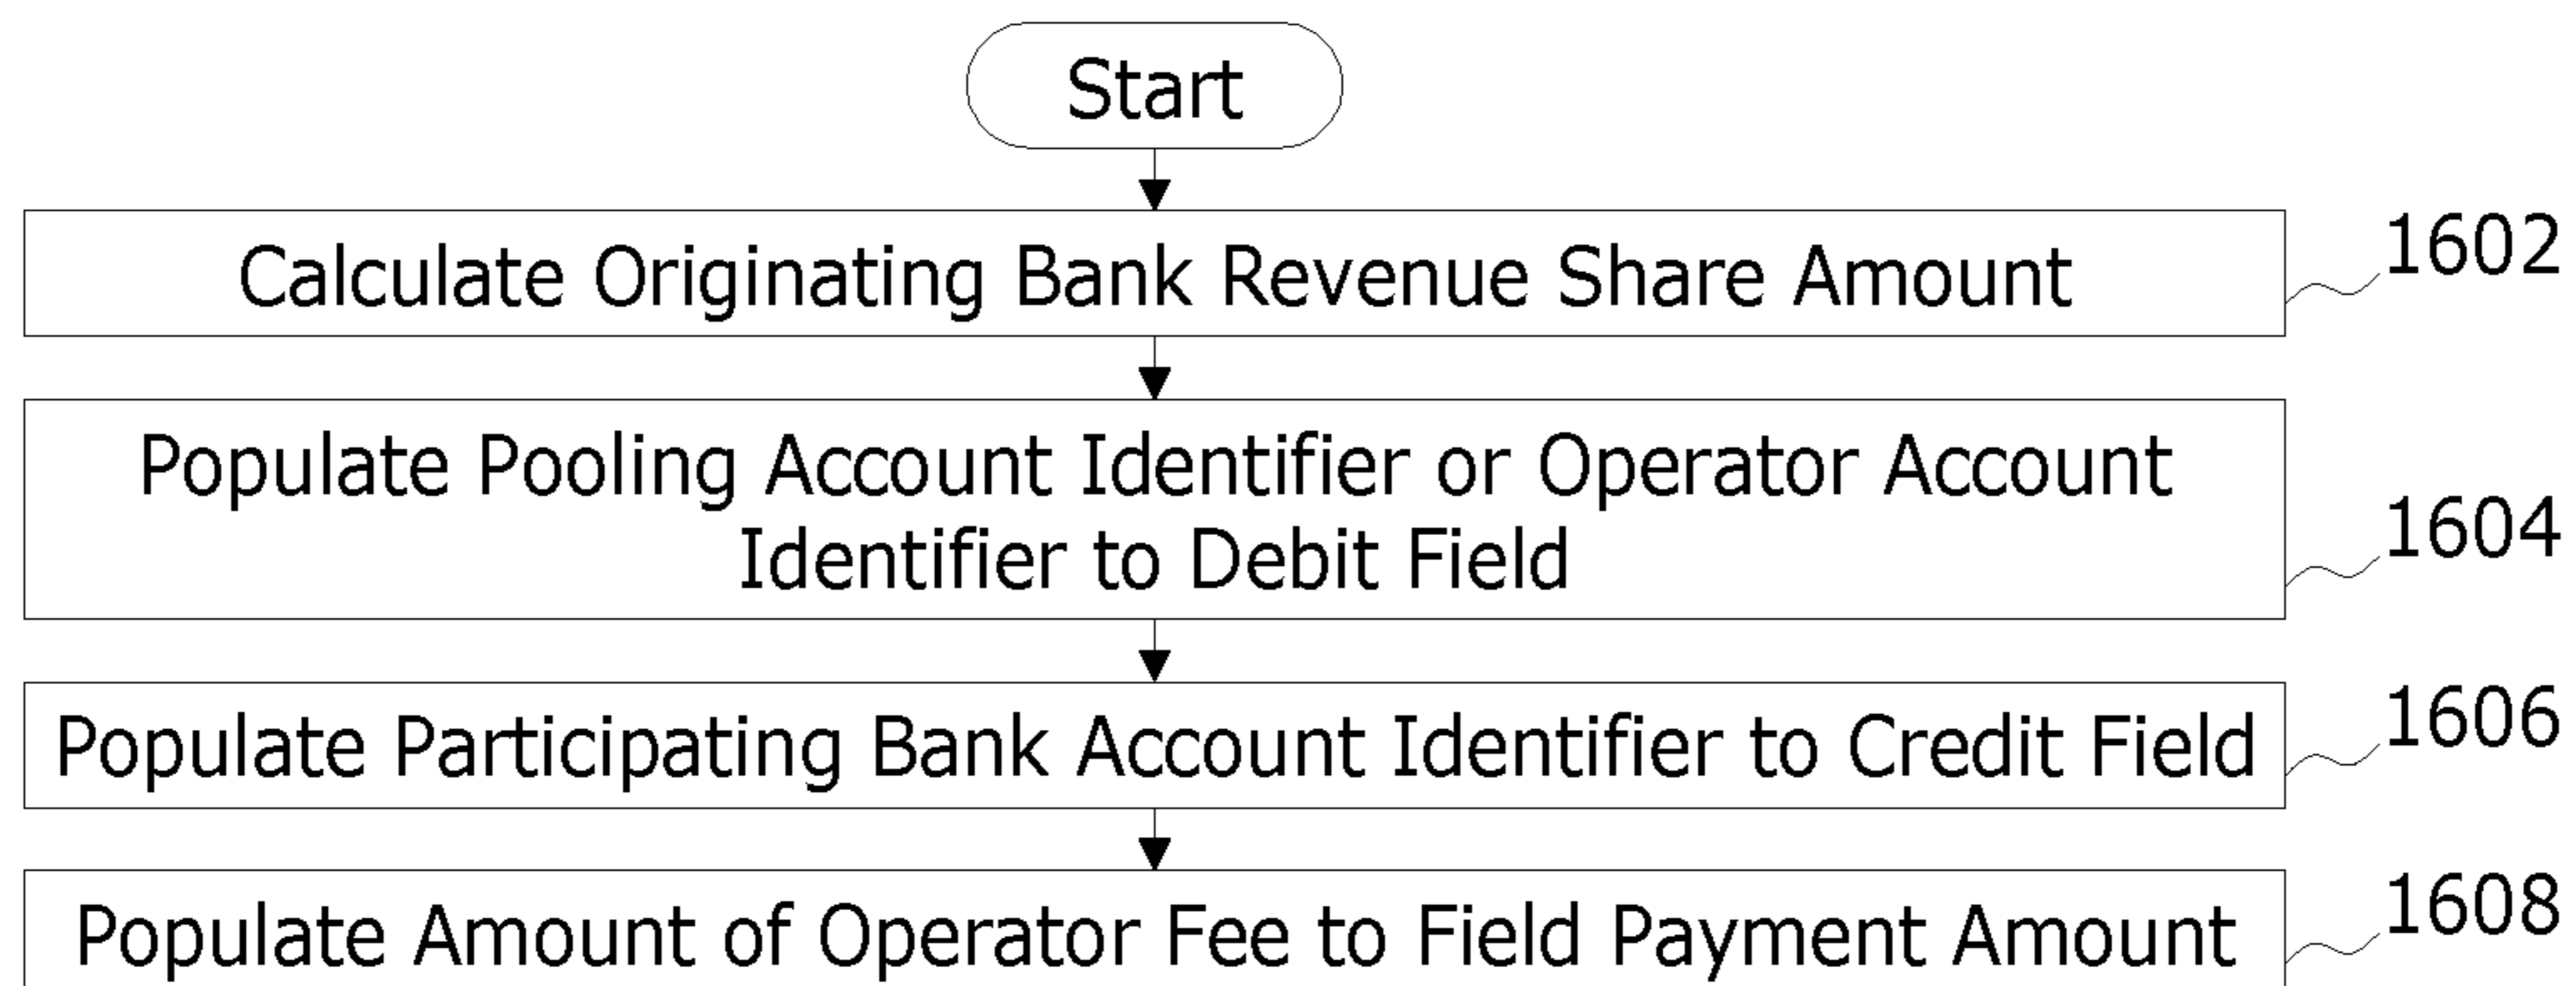 Start
Calculate Originating Bank Revenue Share Amount
1602
Populate Pooling Account Identifier or Operator Account
Identifier to Debit Field
1604
Populate Participating Bank Account Identifier to Credit Field
1606
Populate Amount of Operator Fee to Field Payment Amount
1608